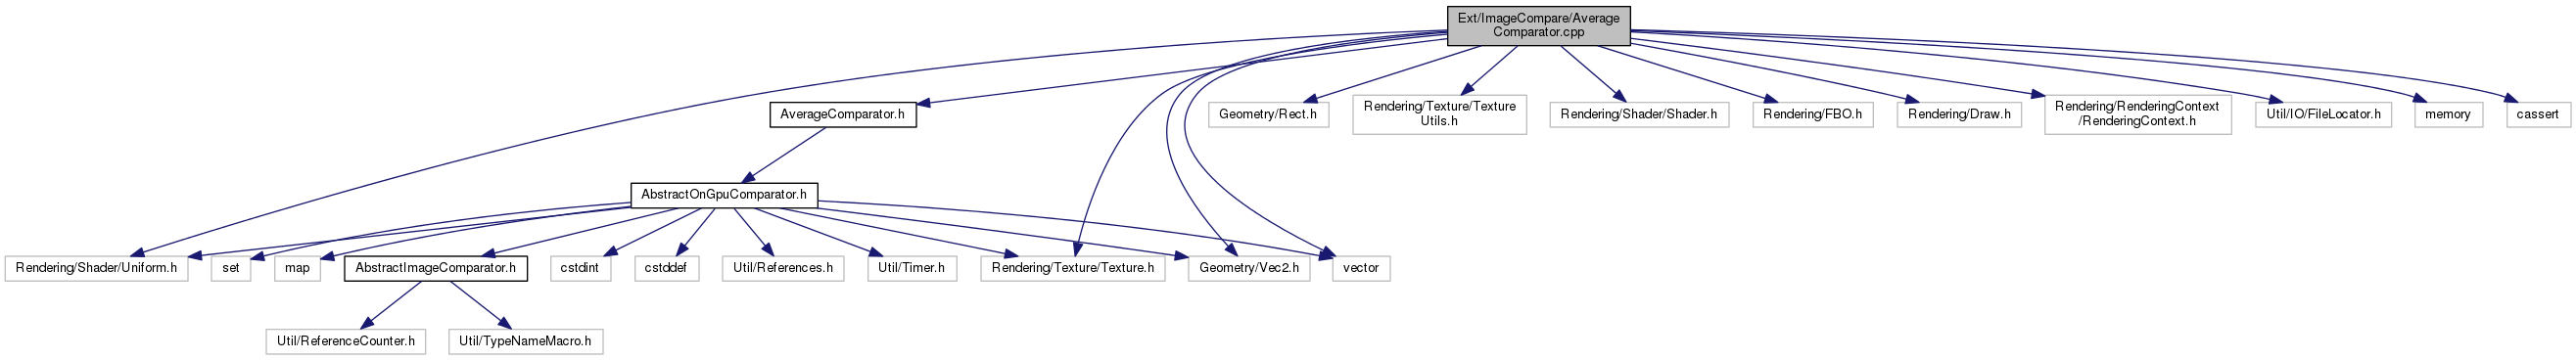 Ext/ImageCompare/Average
Comparator.cpp
AverageComparator.h
Geometry/Rect.h
Rendering/Texture/Texture
Utils.h
Rendering/Shader/Shader.h
Rendering/FBO.h
Rendering/Draw.h
Rendering/RenderingContext
/RenderingContext.h
Util/IO/FileLocator.h
memory
cassert
AbstractOnGpuComparator.h
Rendering/Shader/Uniform.h
set
map
AbstractImageComparator.h
cstdint
cstddef
Util/References.h
Util/Timer.h
Rendering/Texture/Texture.h
Geometry/Vec2.h
vector
Util/ReferenceCounter.h
Util/TypeNameMacro.h